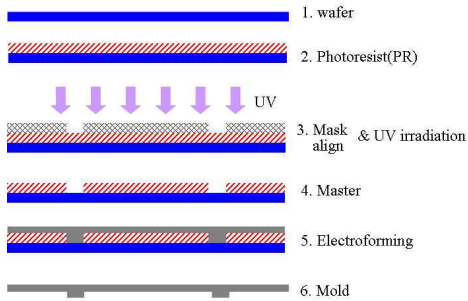 1. wafer
2. Photoresist(PR)
UV
3. Mask align & UV irradiation
4. Master
5. Electroforming
6. Mold